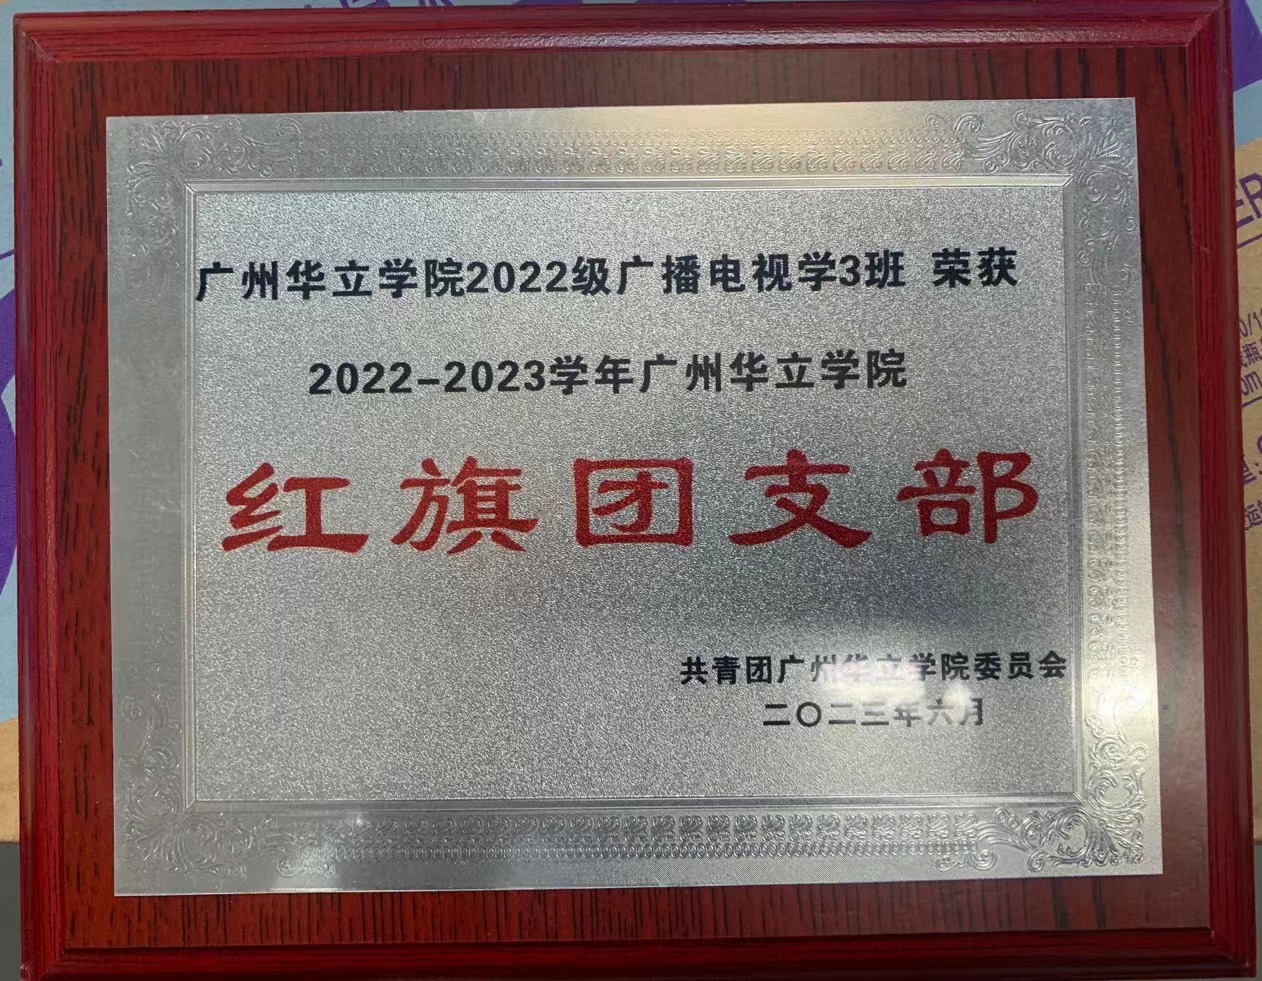 广州华立学院2022级广播电视学3班 荣获
2022-2023学年广州华立学院
红旗团支部
共青团广州华立学院委员会
二〇二三年六月